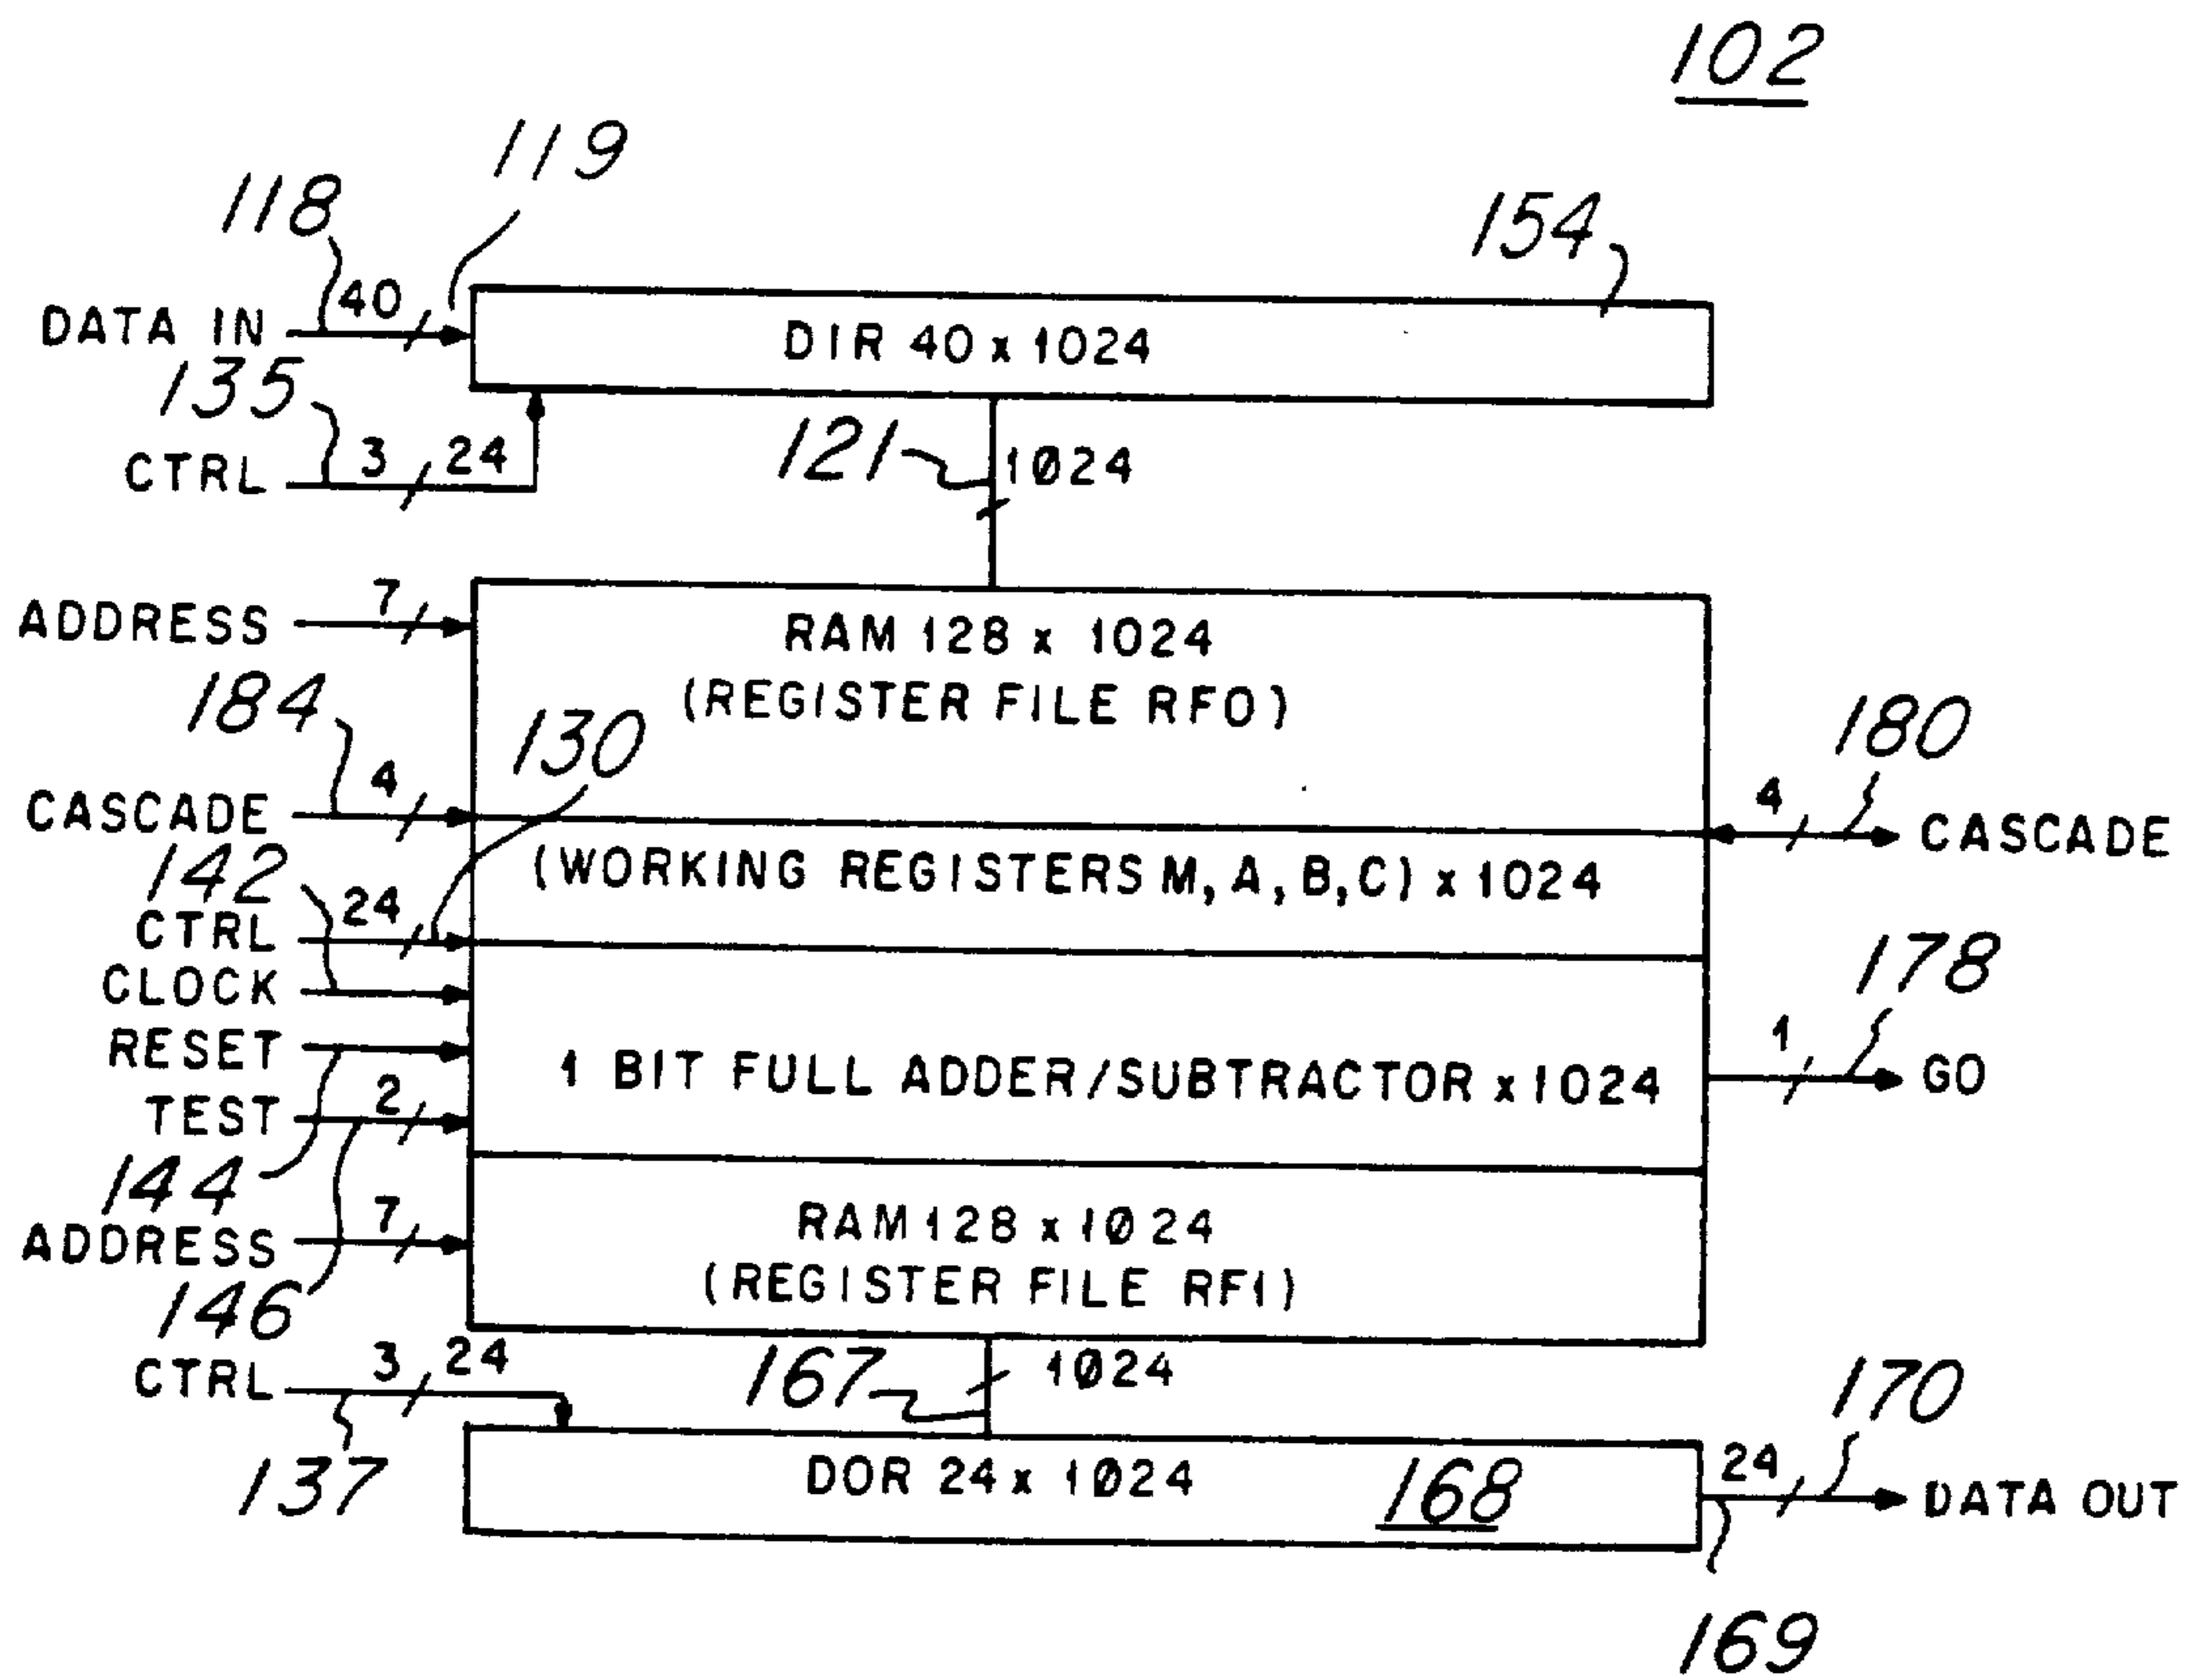 102
119
118
154
40
DATA IN
DIR 40 x 1024
135
3 24
CTRL
121
1024
7
ADDRESS
RAM 128 x 1024
(REGISTER FILE RF0)
184
130
180
4
CASCADE
4
CASCADE
142
(WORKING REGISTERS M, A, B, C) x 1024
24
CTRL
178
CLOCK
RESET
1
GO
1 BIT FULL ADDER/SUBTRACTOR x 1024
2
TEST
144
7
ADDRESS
RAM 128 x 1024
(REGISTER FILE RF1)
146
3 24
CTRL
167
1024
170
137
DOR 24 x 1024
168
24
DATA OUT
169